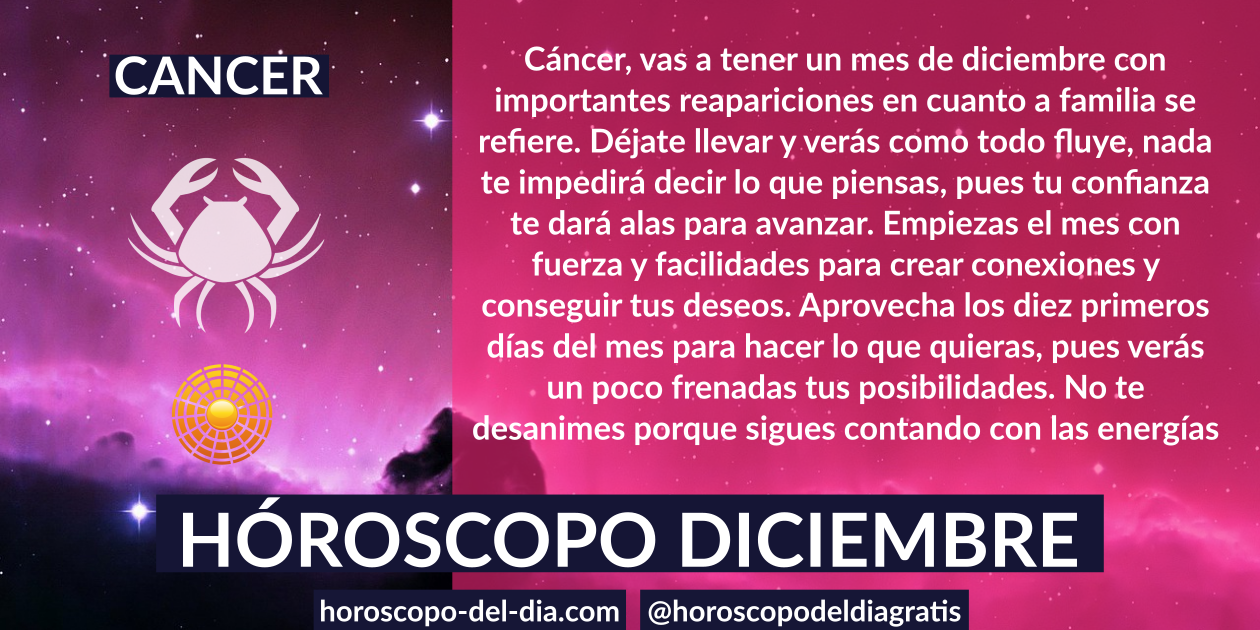 CANCER
Cáncer, vas a tener un mes de diciembre con
importantes reapariciones en cuanto a familia se
refiere. Déjate llevar y verás como todo fluye, nada
te impedirá decir lo que piensas, pues tu confianza
te dará alas para avanzar. Empiezas el mes con
fuerza y facilidades para crear conexiones y
conseguir tus deseos. Aprovecha los diez primeros
días del mes para hacer lo que quieras, pues verás
un poco frenadas tus posibilidades. No te
desanimes porque sigues contando con las energías
HÓROSCOPO DICIEMBRE
horoscopo-del-dia.com @horoscopodeldiagratis